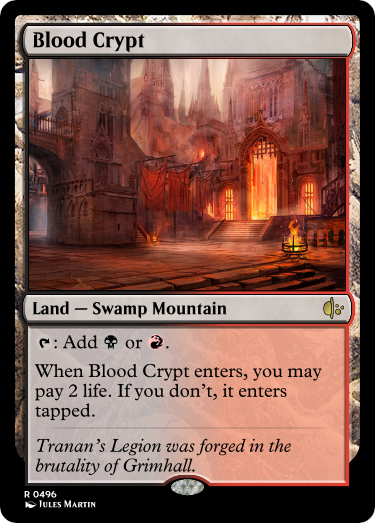 Blood Crypt
Land — Swamp Mountain
: Add or .
When Blood Crypt enters, you may
pay 2 life. If you don't, it enters
tapped.
Tranan's Legion was forged in the
brutality of Grimhall.
R 0496
Jules Martin